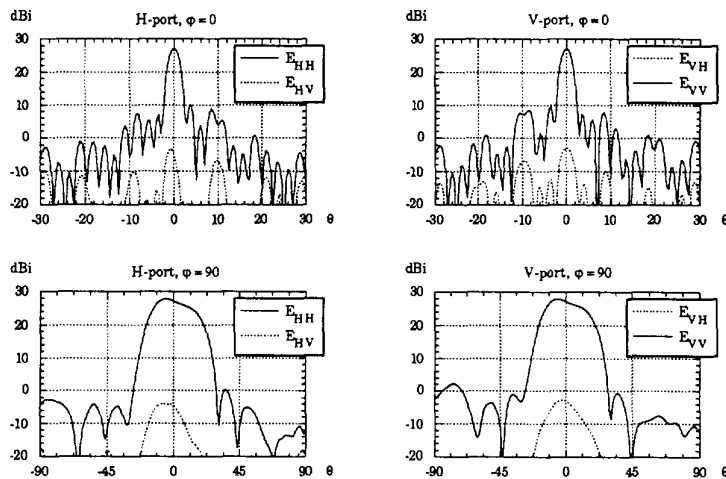 dBi H-port, φ = 0
30
20
10
0
-10
-20
-30 -20 -10 0 10 20 30 θ
E_HH
E_HV
dBi V-port, φ = 0
30
20
10
0
-10
-20
-30 -20 -10 0 10 20 30 θ
E_VH
E_VV
dBi H-port, φ = 90
30
20
10
0
-10
-20
-90 -45 0 45 90 θ
E_HH
E_HV
dBi V-port, φ = 90
30
20
10
0
-10
-20
-90 -45 0 45 90 θ
E_VH
E_VV